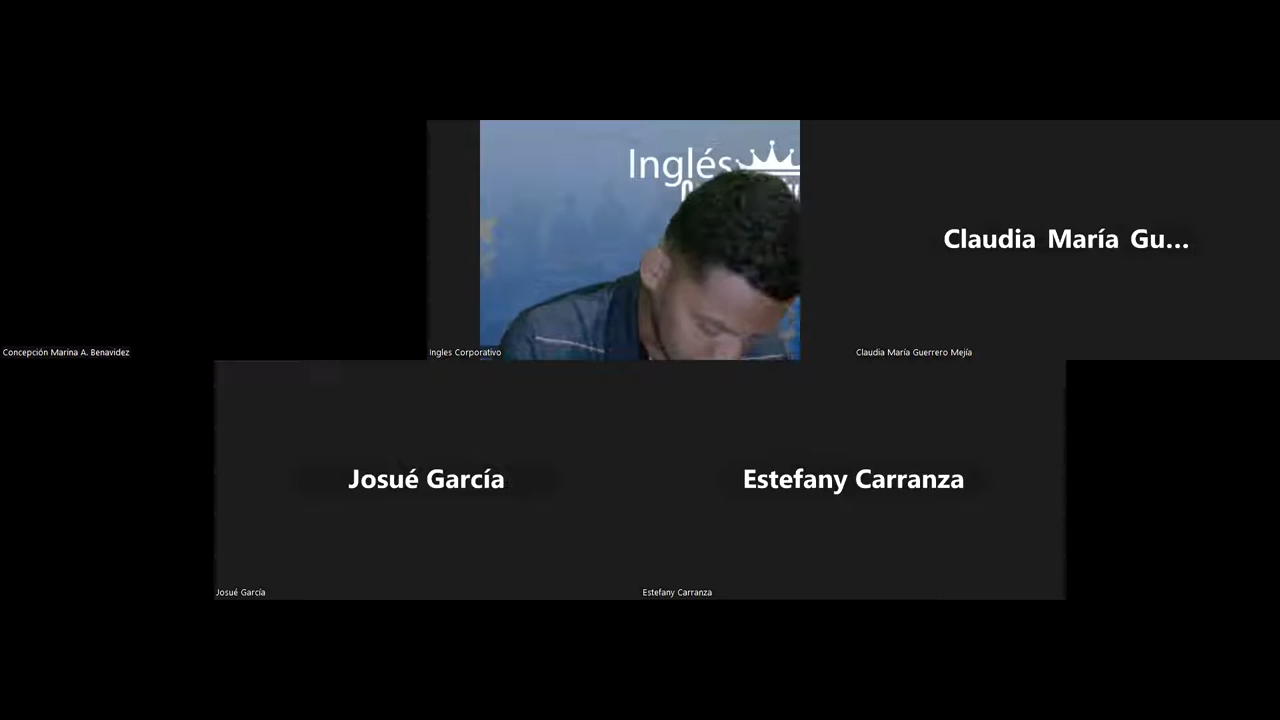 Inglés
Claudia María Gu...
Concepción Marina A. Benavidez
Ingles Corporativo
Claudia María Guerrero Mejía
Josué García
Estefany Carranza
Josué García
Estefany Carranza